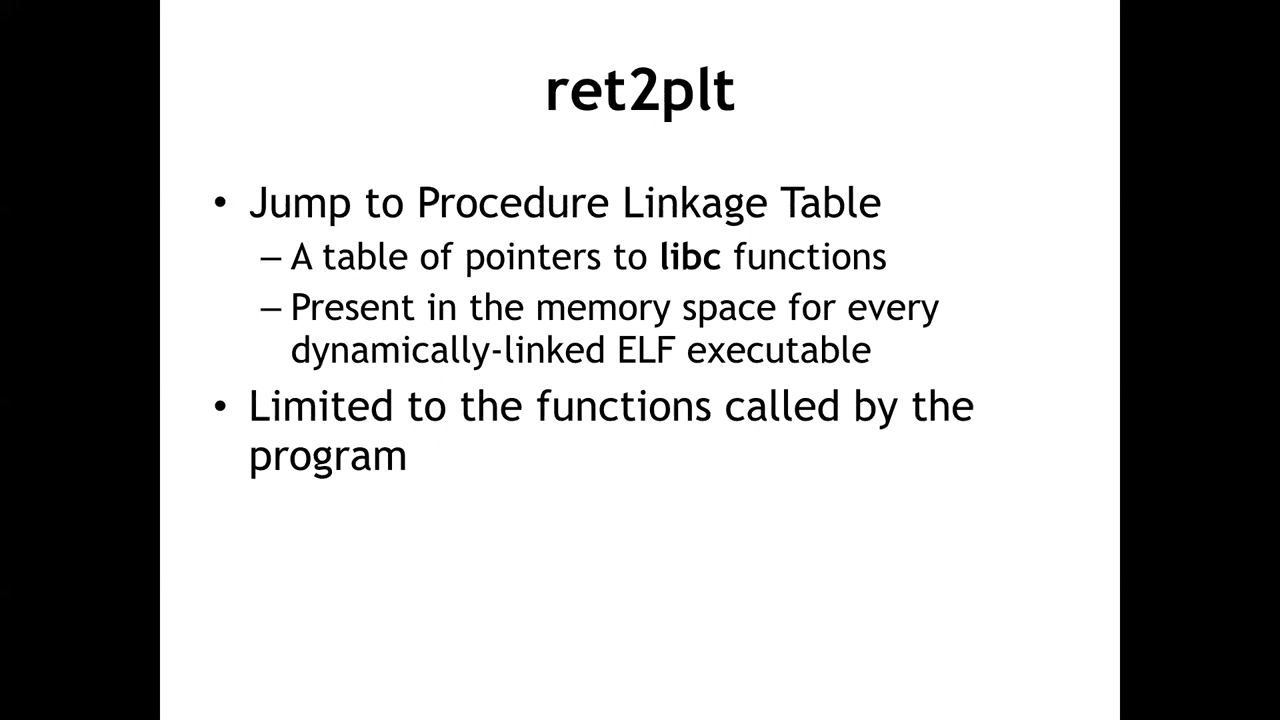 ret2plt
• Jump to Procedure Linkage Table
– A table of pointers to libc functions
– Present in the memory space for every
dynamically-linked ELF executable
• Limited to the functions called by the
program